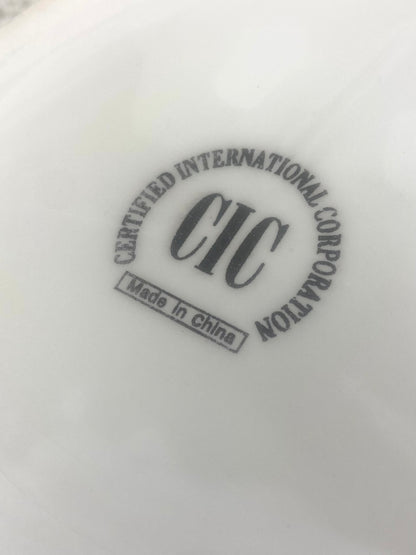 CERTIFIED INTERNATIONAL CORPORATION
CIC
Made in China